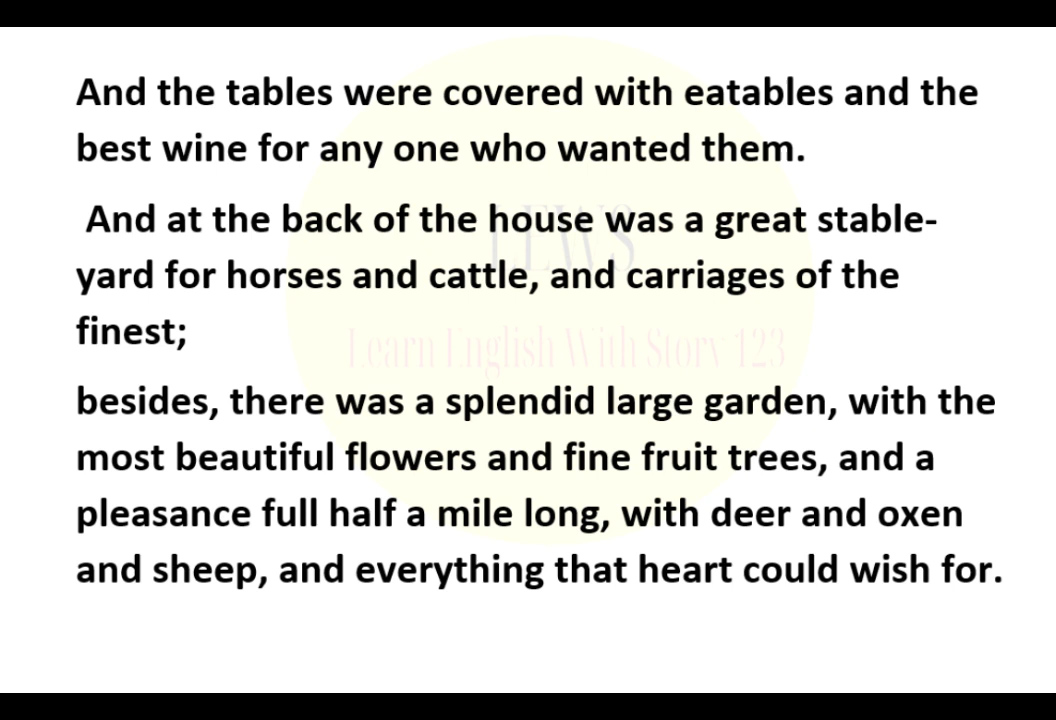 And the tables were covered with eatables and the
best wine for any one who wanted them.
And at the back of the house was a great stable-
yard for horses and cattle, and carriages of the
finest;
LEWS
Learn English With Story 123
besides, there was a splendid large garden, with the
most beautiful flowers and fine fruit trees, and a
pleasance full half a mile long, with deer and oxen
and sheep, and everything that heart could wish for.